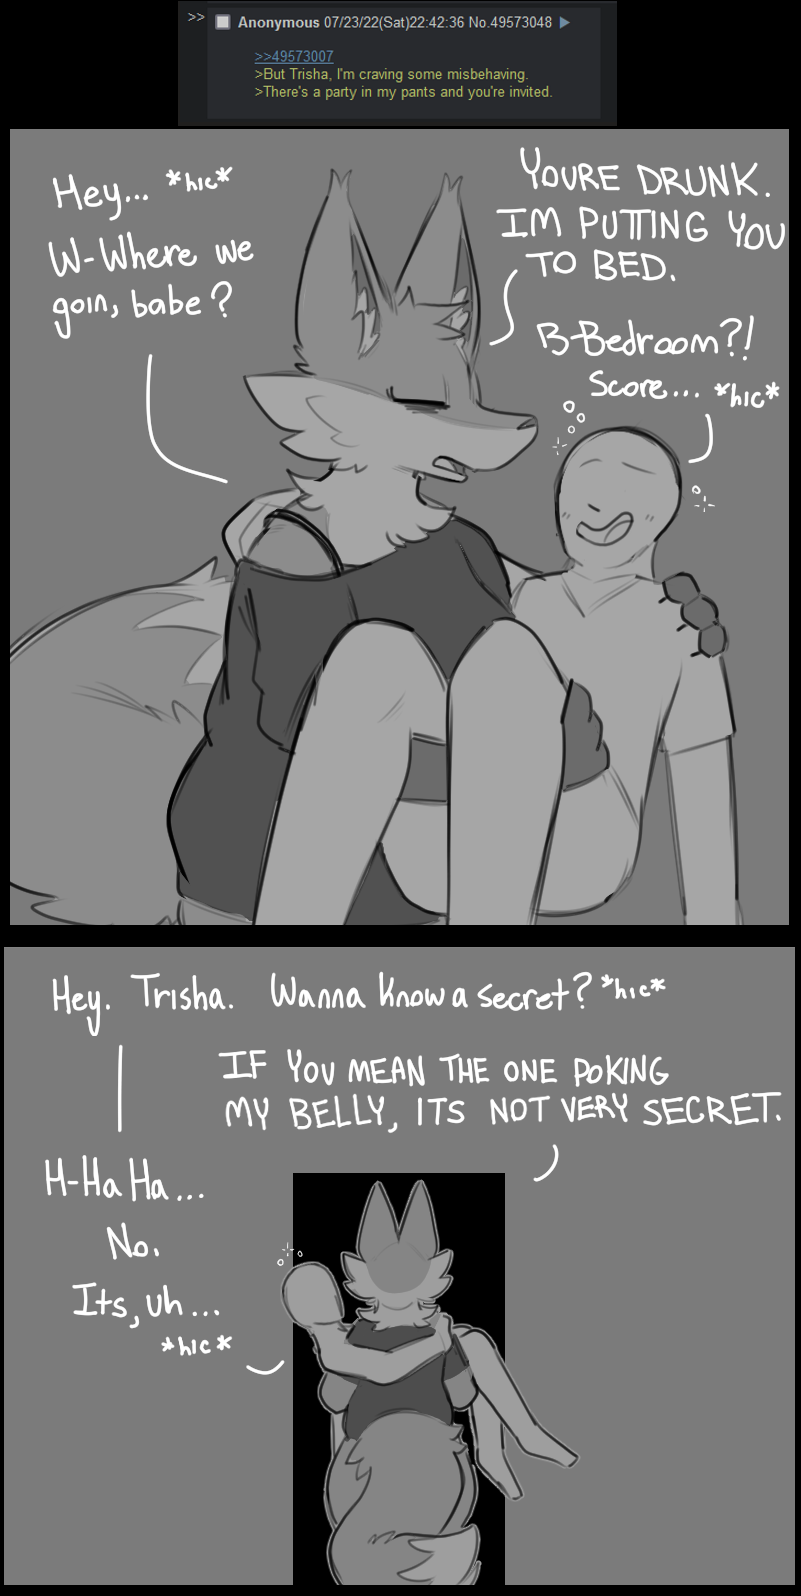 >> Anonymous 07/23/22(Sat)22:42:36 No.49573048 ▶
>>49573007
>But Trisha, I'm craving some misbehaving.
>There's a party in my pants and you're invited.
Hey... *hic*
W-Where we
goin, babe?
YOURE DRUNK.
IM PUTTING YOU
TO BED.
B-Bedroom?!
Score... *hic*
Hey. Trisha. Wanna know a secret? *hic*
IF YOU MEAN THE ONE POKING
MY BELLY, ITS NOT VERY SECRET.
H-Ha Ha...
No.
Its, uh...
*hic*